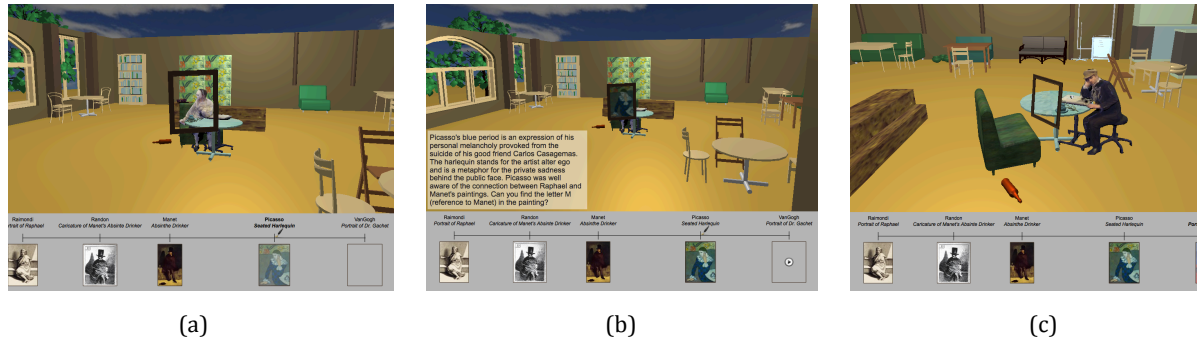 Raimondi Randon Manet Picasso VanGogh
rtrait of Raphael Caricature of Manet's Absinte Drinker Absinthe Drinker Seated Harlequin Portrait of Dr. Gachet
(a)
Picasso's blue period is an expression of his
personal melancholy provoked from the
suicide of his good friend Carlos Casagemas.
The harlequin stands for the artist alter ego
and is a metaphor for the private sadness
behind the public face. Picasso was well
aware of the connection between Raphael and
Manet's paintings. Can you find the letter M
(reference to Manet) in the painting?
Raimondi Randon Manet Picasso VanGogh
Portrait of Raphael Caricature of Manet's Absinte Drinker Absinthe Drinker Seated Harlequin Portrait of Dr. Gachet
(b)
Raimondi Randon Manet Picasso
Portrait of Raphael Caricature of Manet's Absinte Drinker Absinthe Drinker Seated Harlequin Por
(c)